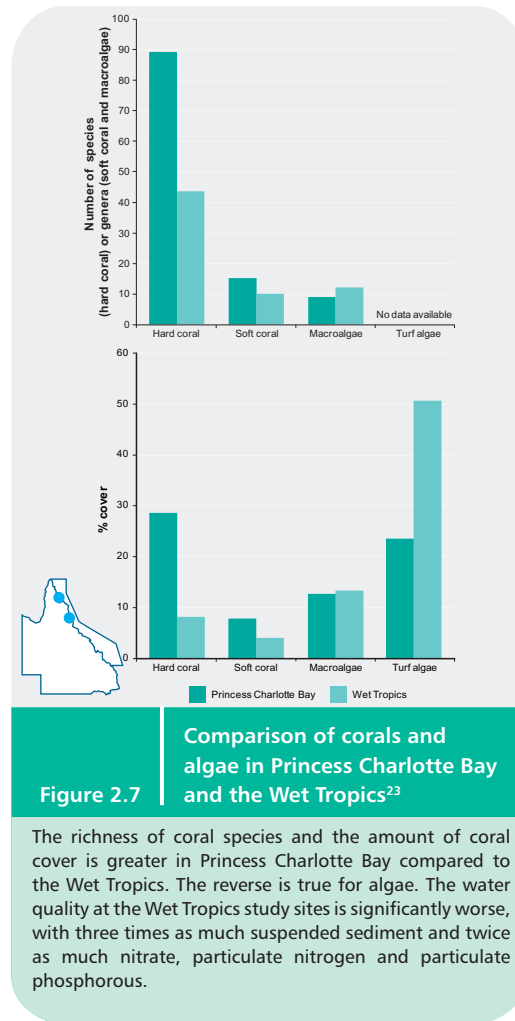 100
90
80
70
60
50
40
30
20
10
0
Number of species
(hard coral) or genera (soft coral and macroalgae)
No data available
Hard coral Soft coral Macroalgae Turf algae
60
50
40
30
20
10
0
% cover
Hard coral Soft coral Macroalgae Turf algae
Princess Charlotte Bay Wet Tropics
Figure 2.7
Comparison of corals and
algae in Princess Charlotte Bay
and the Wet Tropics23
The richness of coral species and the amount of coral
cover is greater in Princess Charlotte Bay compared to
the Wet Tropics. The reverse is true for algae. The water
quality at the Wet Tropics study sites is significantly worse,
with three times as much suspended sediment and twice
as much nitrate, particulate nitrogen and particulate
phosphorous.